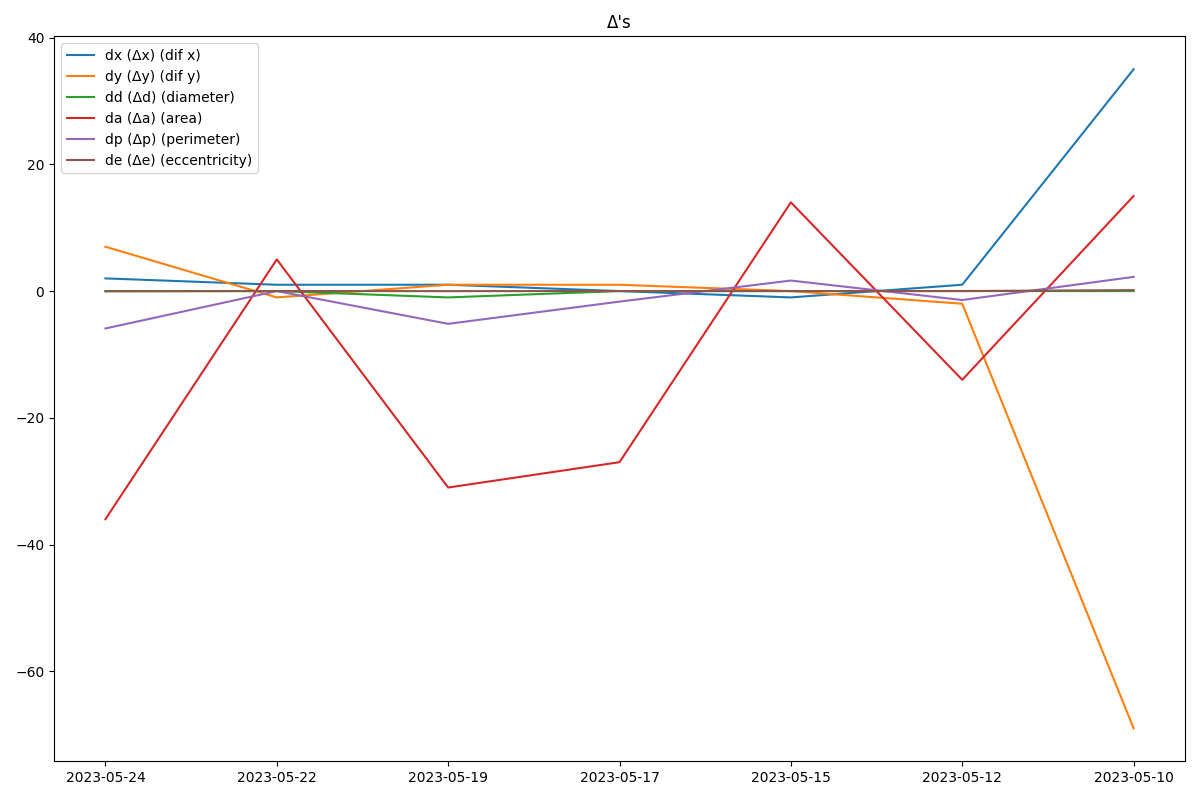 Δ's
dx (Δx) (dif x)
dy (Δy) (dif y)
dd (Δd) (diameter)
da (Δa) (area)
dp (Δp) (perimeter)
de (Δe) (eccentricity)
40
20
0
−20
−40
−60
2023-05-24 2023-05-22 2023-05-19 2023-05-17 2023-05-15 2023-05-12 2023-05-10